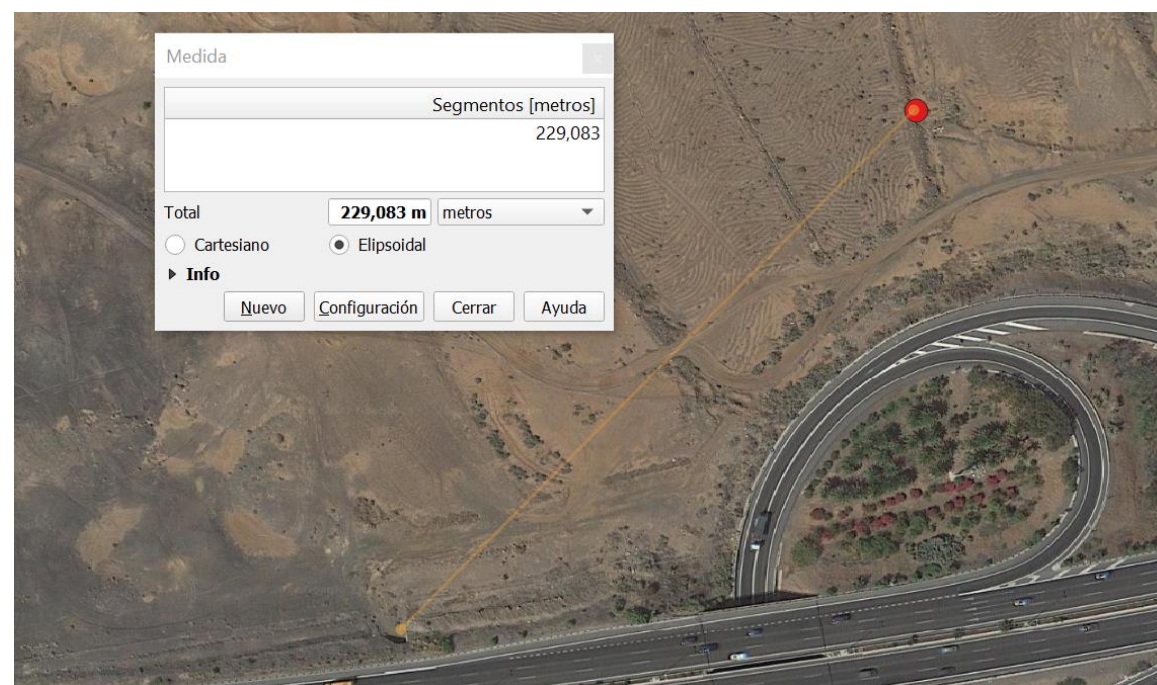 Medida
Segmentos [metros]
229,083
Total 229,083 m metros
Cartesiano Elipsoidal
Info
Nuevo Configuración Cerrar Ayuda